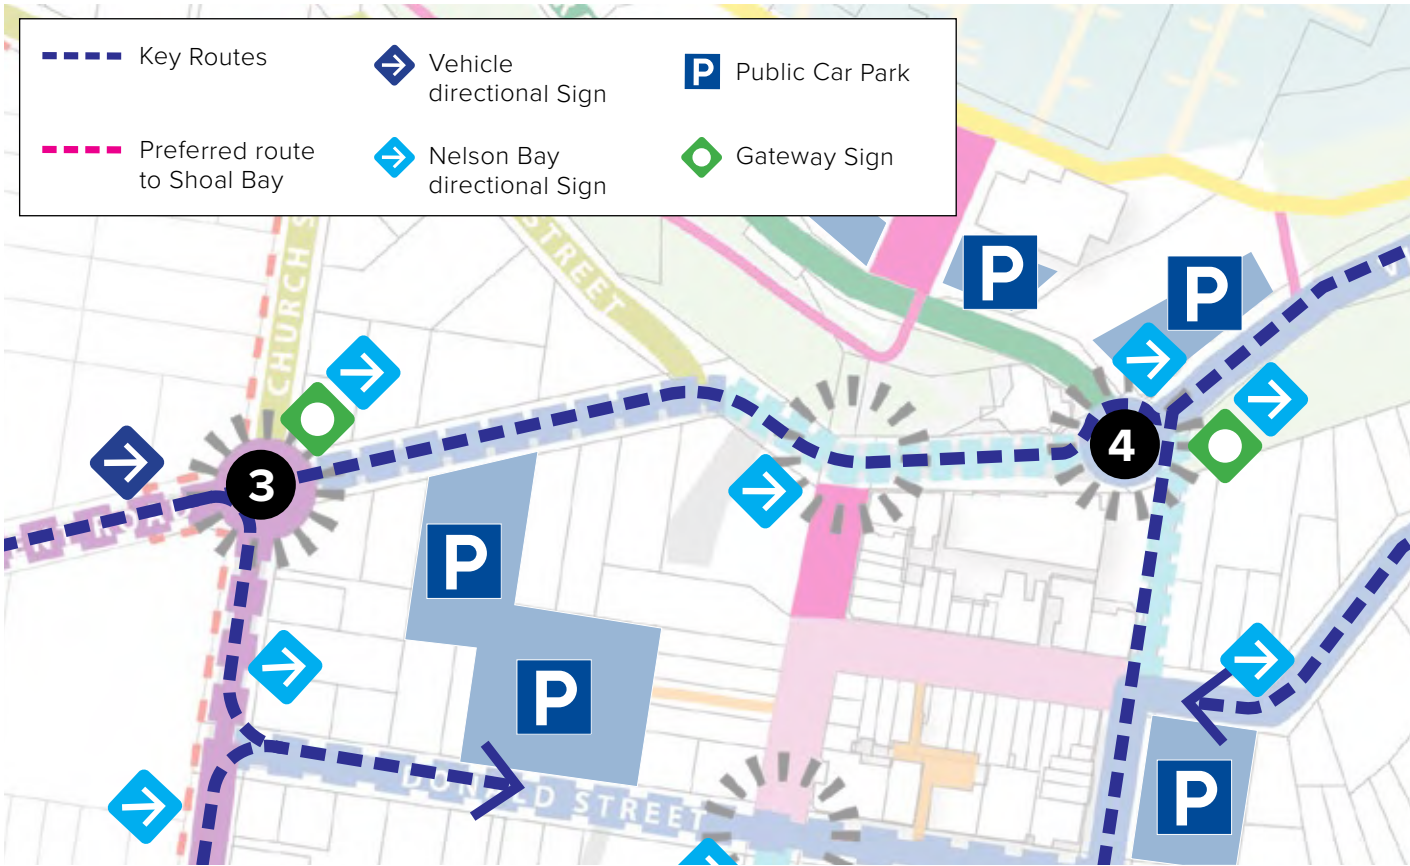 Key Routes
Vehicle
directional Sign
P
Public Car Park
Preferred route
to Shoal Bay
Nelson Bay
directional Sign
Gateway Sign
CHURCH S
STREET
P
P
3
4
P
P
P
STREET